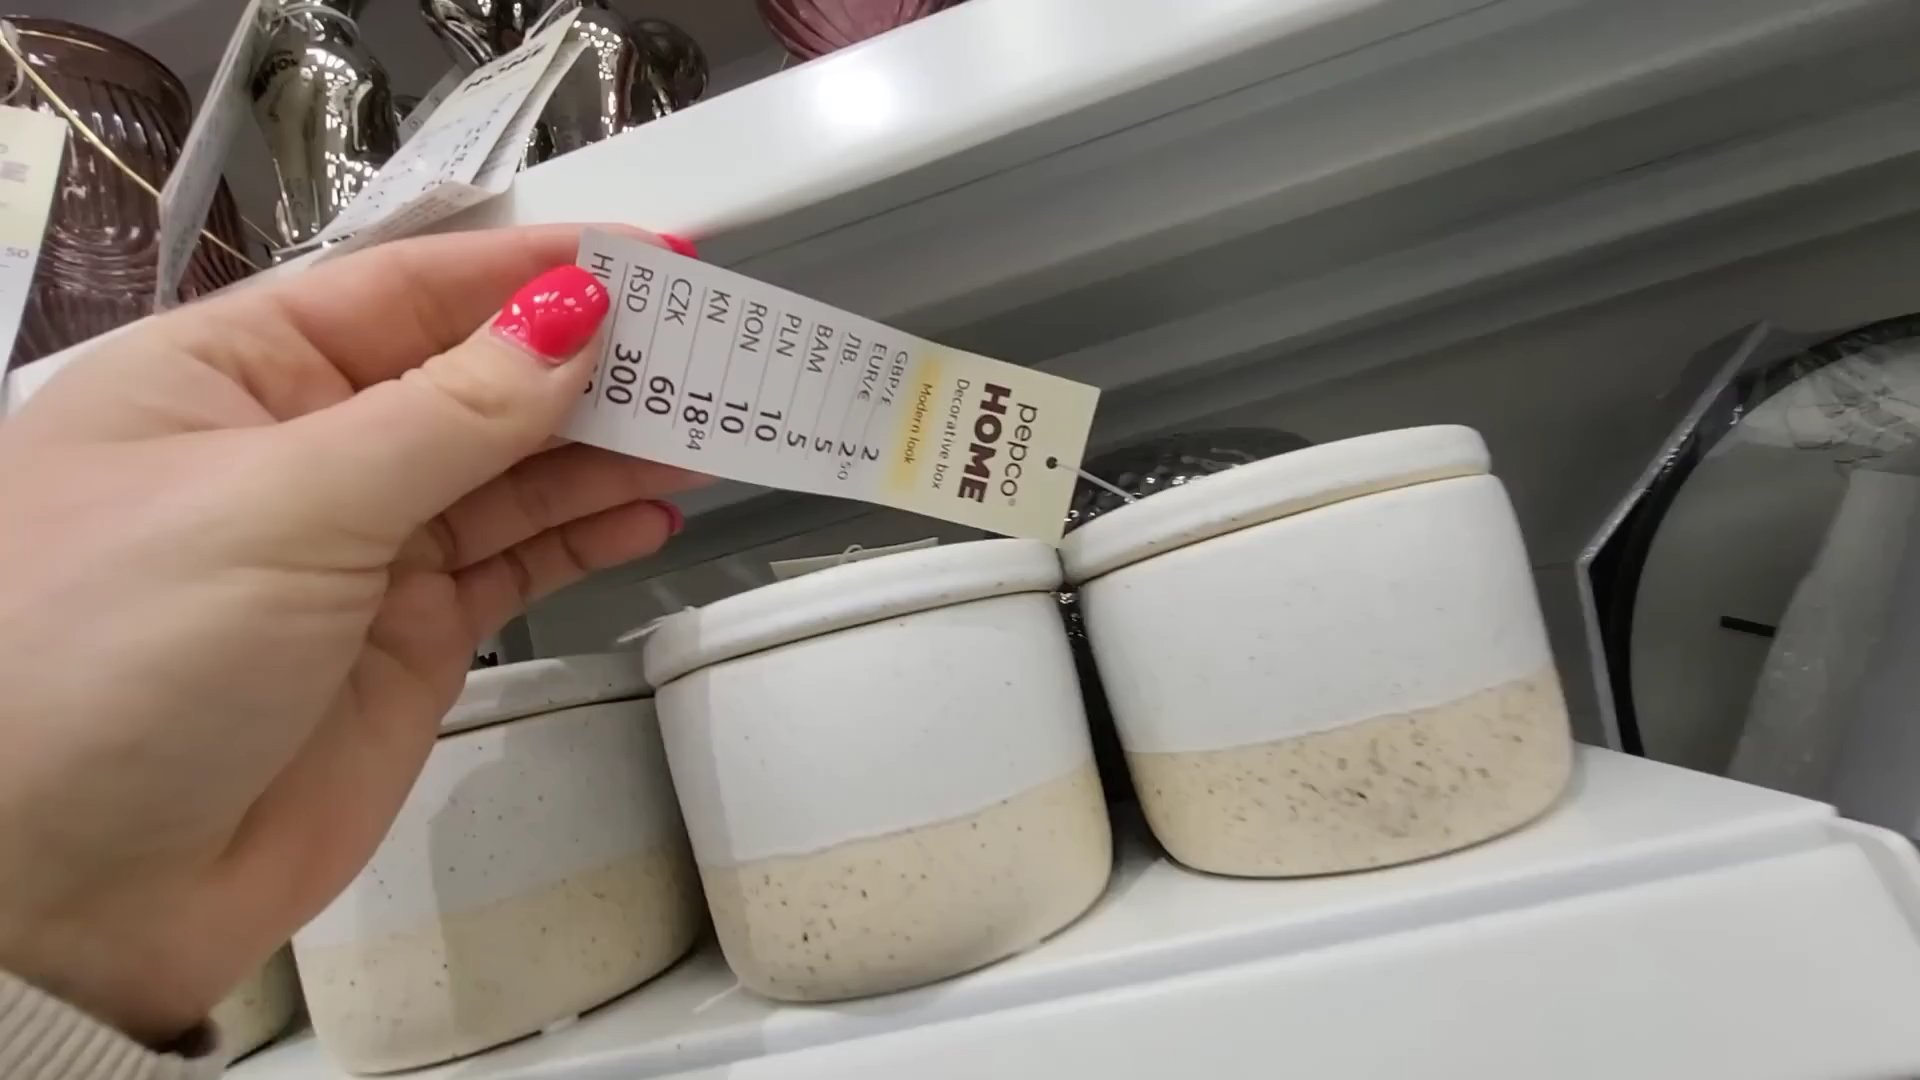 pepco®
HOME
Decorative box
Modern look
GBP/£ 2
EUR/€ 2 50
ЛВ. 5
BAM 5
PLN 10
RON 10
KN 18 84
CZK 60
RSD 300